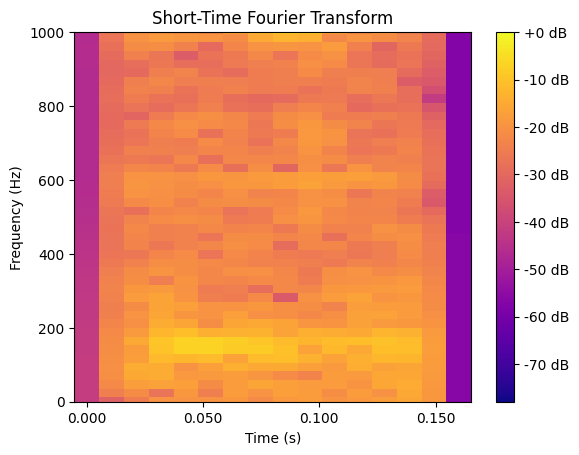 Short-Time Fourier Transform
1000
800
600
400
200
0
Frequency (Hz)
0.000
0.050
0.100
0.150
Time (s)
+0 dB
-10 dB
-20 dB
-30 dB
-40 dB
-50 dB
-60 dB
-70 dB